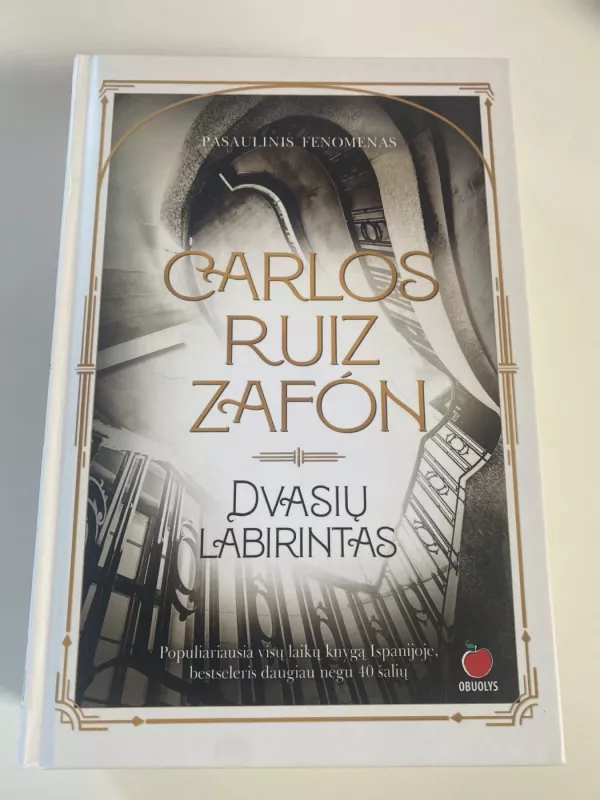 PASAULINIS FENOMENAS
CARLOS
RUIZ
ZAFÓN
DVASIŲ
LABIRINTAS
Populiariausia visų laikų knyga Ispanijoje,
bestseleris daugiau negu 40 šalių
OBUOLYS